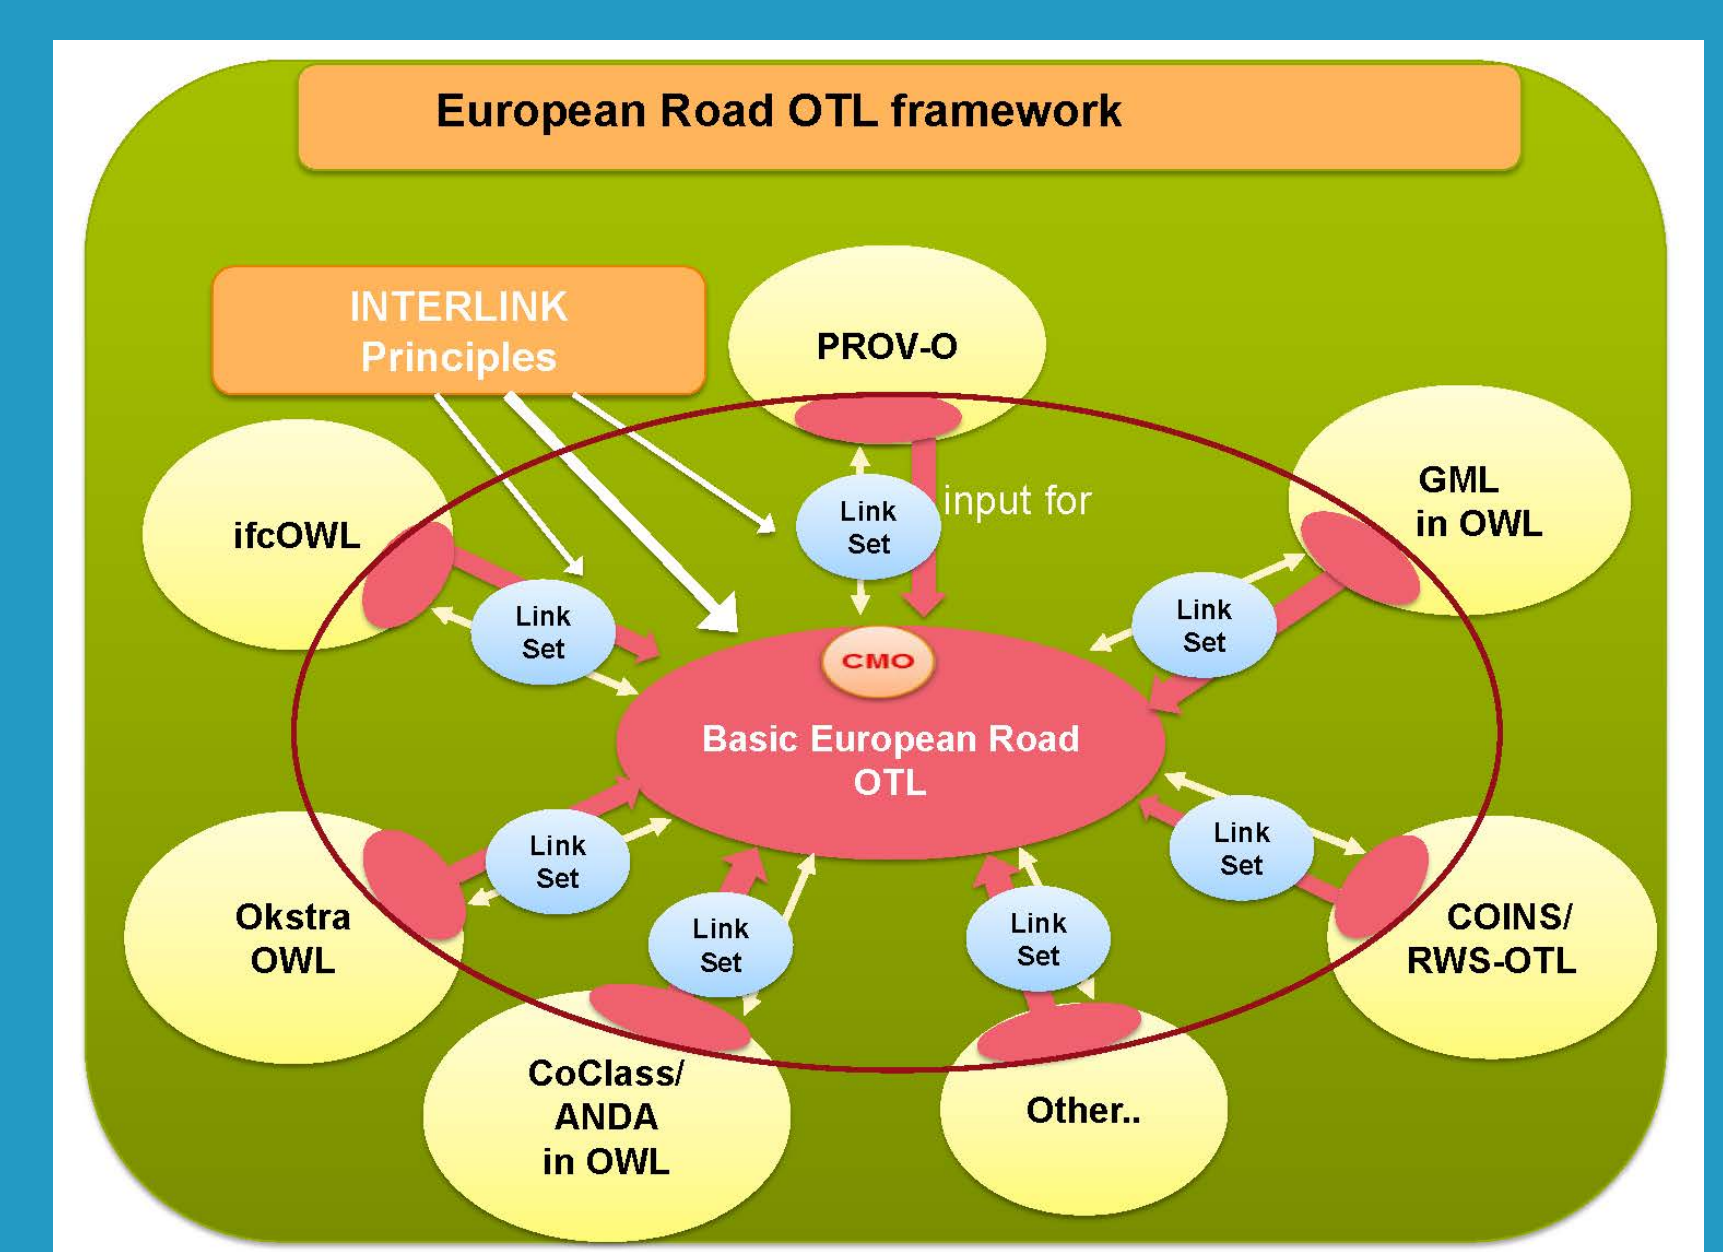 European Road OTL framework
INTERLINK
Principles
PROV-O
GML
in OWL
ifcOWL
Link
Set
input for
Link
Set
Link
Set
CMO
Basic European Road
OTL
Link
Set
Link
Set
Link
Set
Link
Set
Okstra
OWL
COINS/
RWS-OTL
CoClass/
ANDA
in OWL
Other..